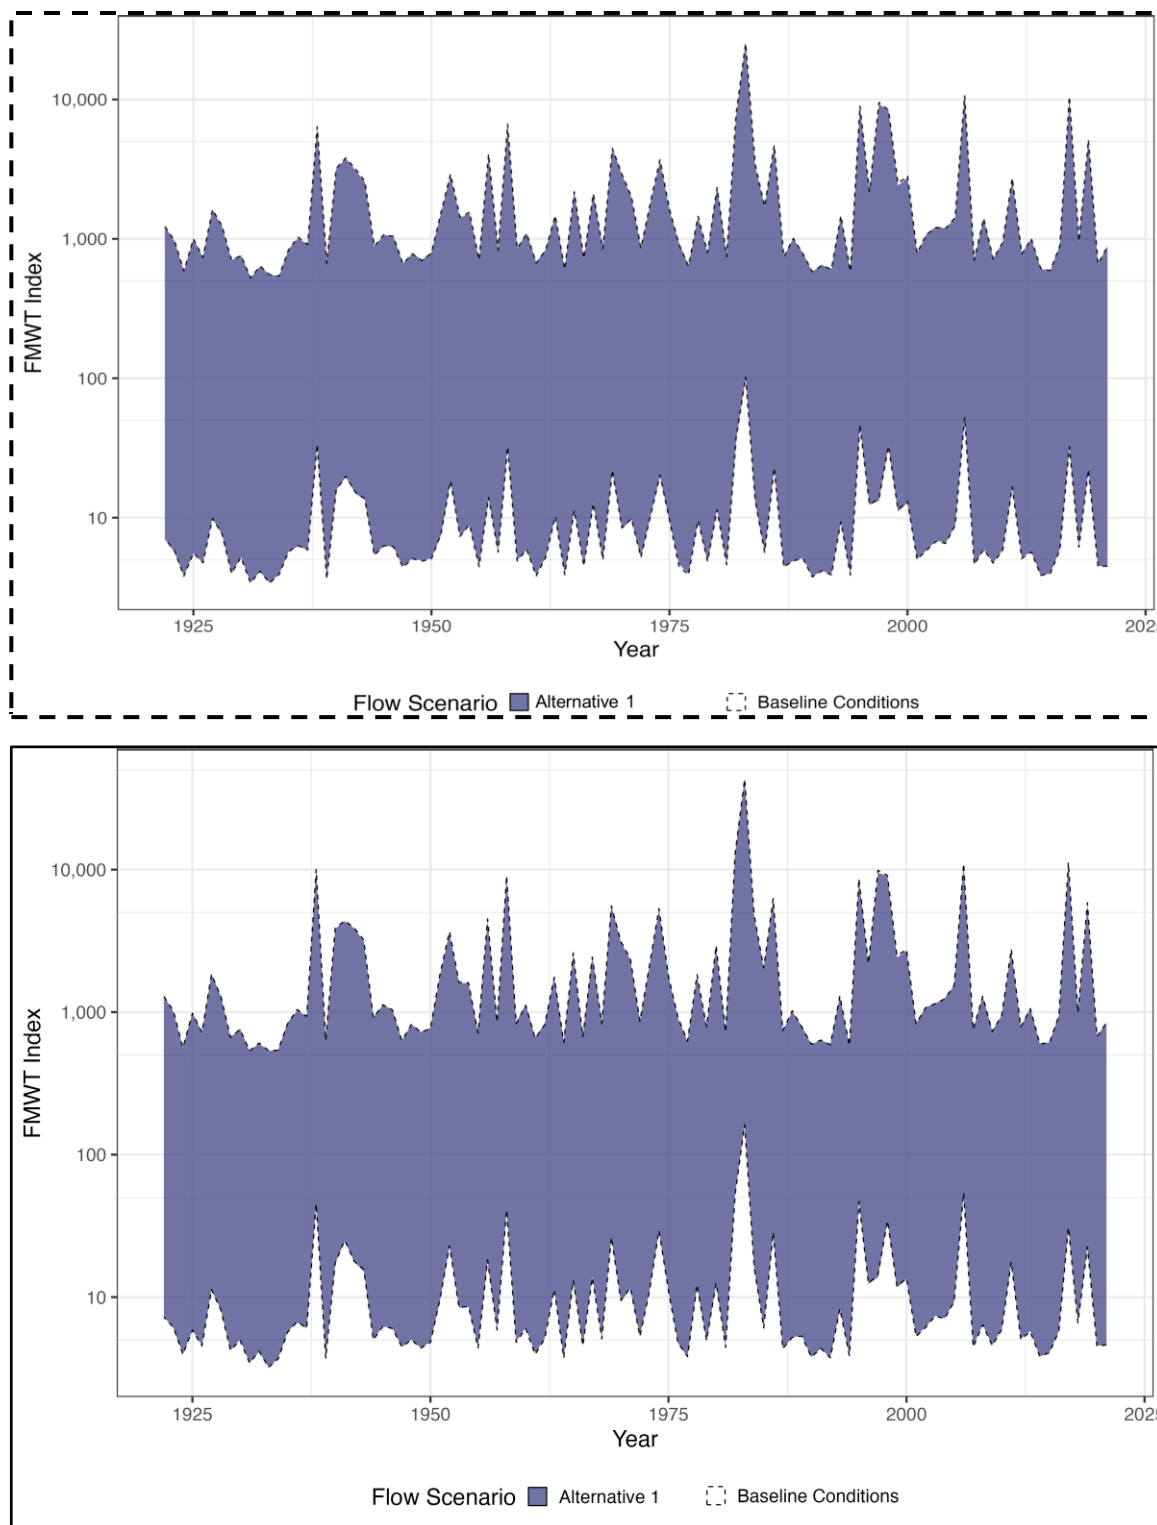 10,000
1,000
100
10
FMWT Index
1925 1950 1975 2000 202
Year
Flow Scenario Alternative 1 Baseline Conditions
10,000
1,000
100
10
FMWT Index
1925 1950 1975 2000 202
Year
Flow Scenario Alternative 1 Baseline Conditions